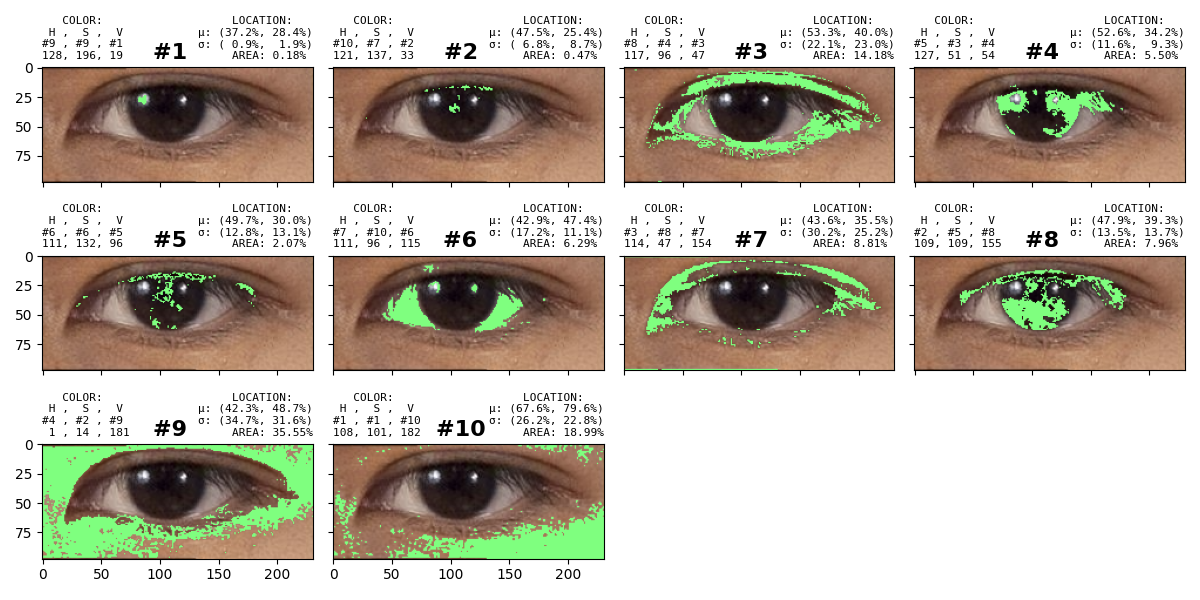 COLOR: LOCATION:
H , S , V μ: (37.2%, 28.4%)
#9 , #9 , #1 σ: ( 0.9%, 1.9%)
128, 196, 19 #1 AREA: 0.18%
COLOR: LOCATION:
H , S , V μ: (47.5%, 25.4%)
#10, #7 , #2 σ: ( 6.8%, 8.7%)
121, 137, 33 #2 AREA: 0.47%
COLOR: LOCATION:
H , S , V μ: (53.3%, 40.0%)
#8 , #4 , #3 σ: (22.1%, 23.0%)
117, 96 , 47 #3 AREA: 14.18%
COLOR: LOCATION:
H , S , V μ: (52.6%, 34.2%)
#5 , #3 , #4 σ: (11.6%, 9.3%)
127, 51 , 54 #4 AREA: 5.50%
0
25
50
75
COLOR: LOCATION:
H , S , V μ: (49.7%, 30.0%)
#6 , #6 , #5 σ: (12.8%, 13.1%)
111, 132, 96 #5 AREA: 2.07%
COLOR: LOCATION:
H , S , V μ: (42.9%, 47.4%)
#7 , #10, #6 σ: (17.2%, 11.1%)
111, 96 , 115 #6 AREA: 6.29%
COLOR: LOCATION:
H , S , V μ: (43.6%, 35.5%)
#3 , #8 , #7 σ: (30.2%, 25.2%)
114, 47 , 154 #7 AREA: 8.81%
COLOR: LOCATION:
H , S , V μ: (47.9%, 39.3%)
#2 , #5 , #8 σ: (13.5%, 13.7%)
109, 109, 155 #8 AREA: 7.96%
0
25
50
75
COLOR: LOCATION:
H , S , V μ: (42.3%, 48.7%)
#4 , #2 , #9 σ: (34.7%, 31.6%)
1 , 14 , 181 #9 AREA: 35.55%
COLOR: LOCATION:
H , S , V μ: (67.6%, 79.6%)
#1 , #1 , #10 σ: (26.2%, 22.8%)
108, 101, 182 #10 AREA: 18.99%
0
25
50
75
0 50 100 150 200
0 50 100 150 200